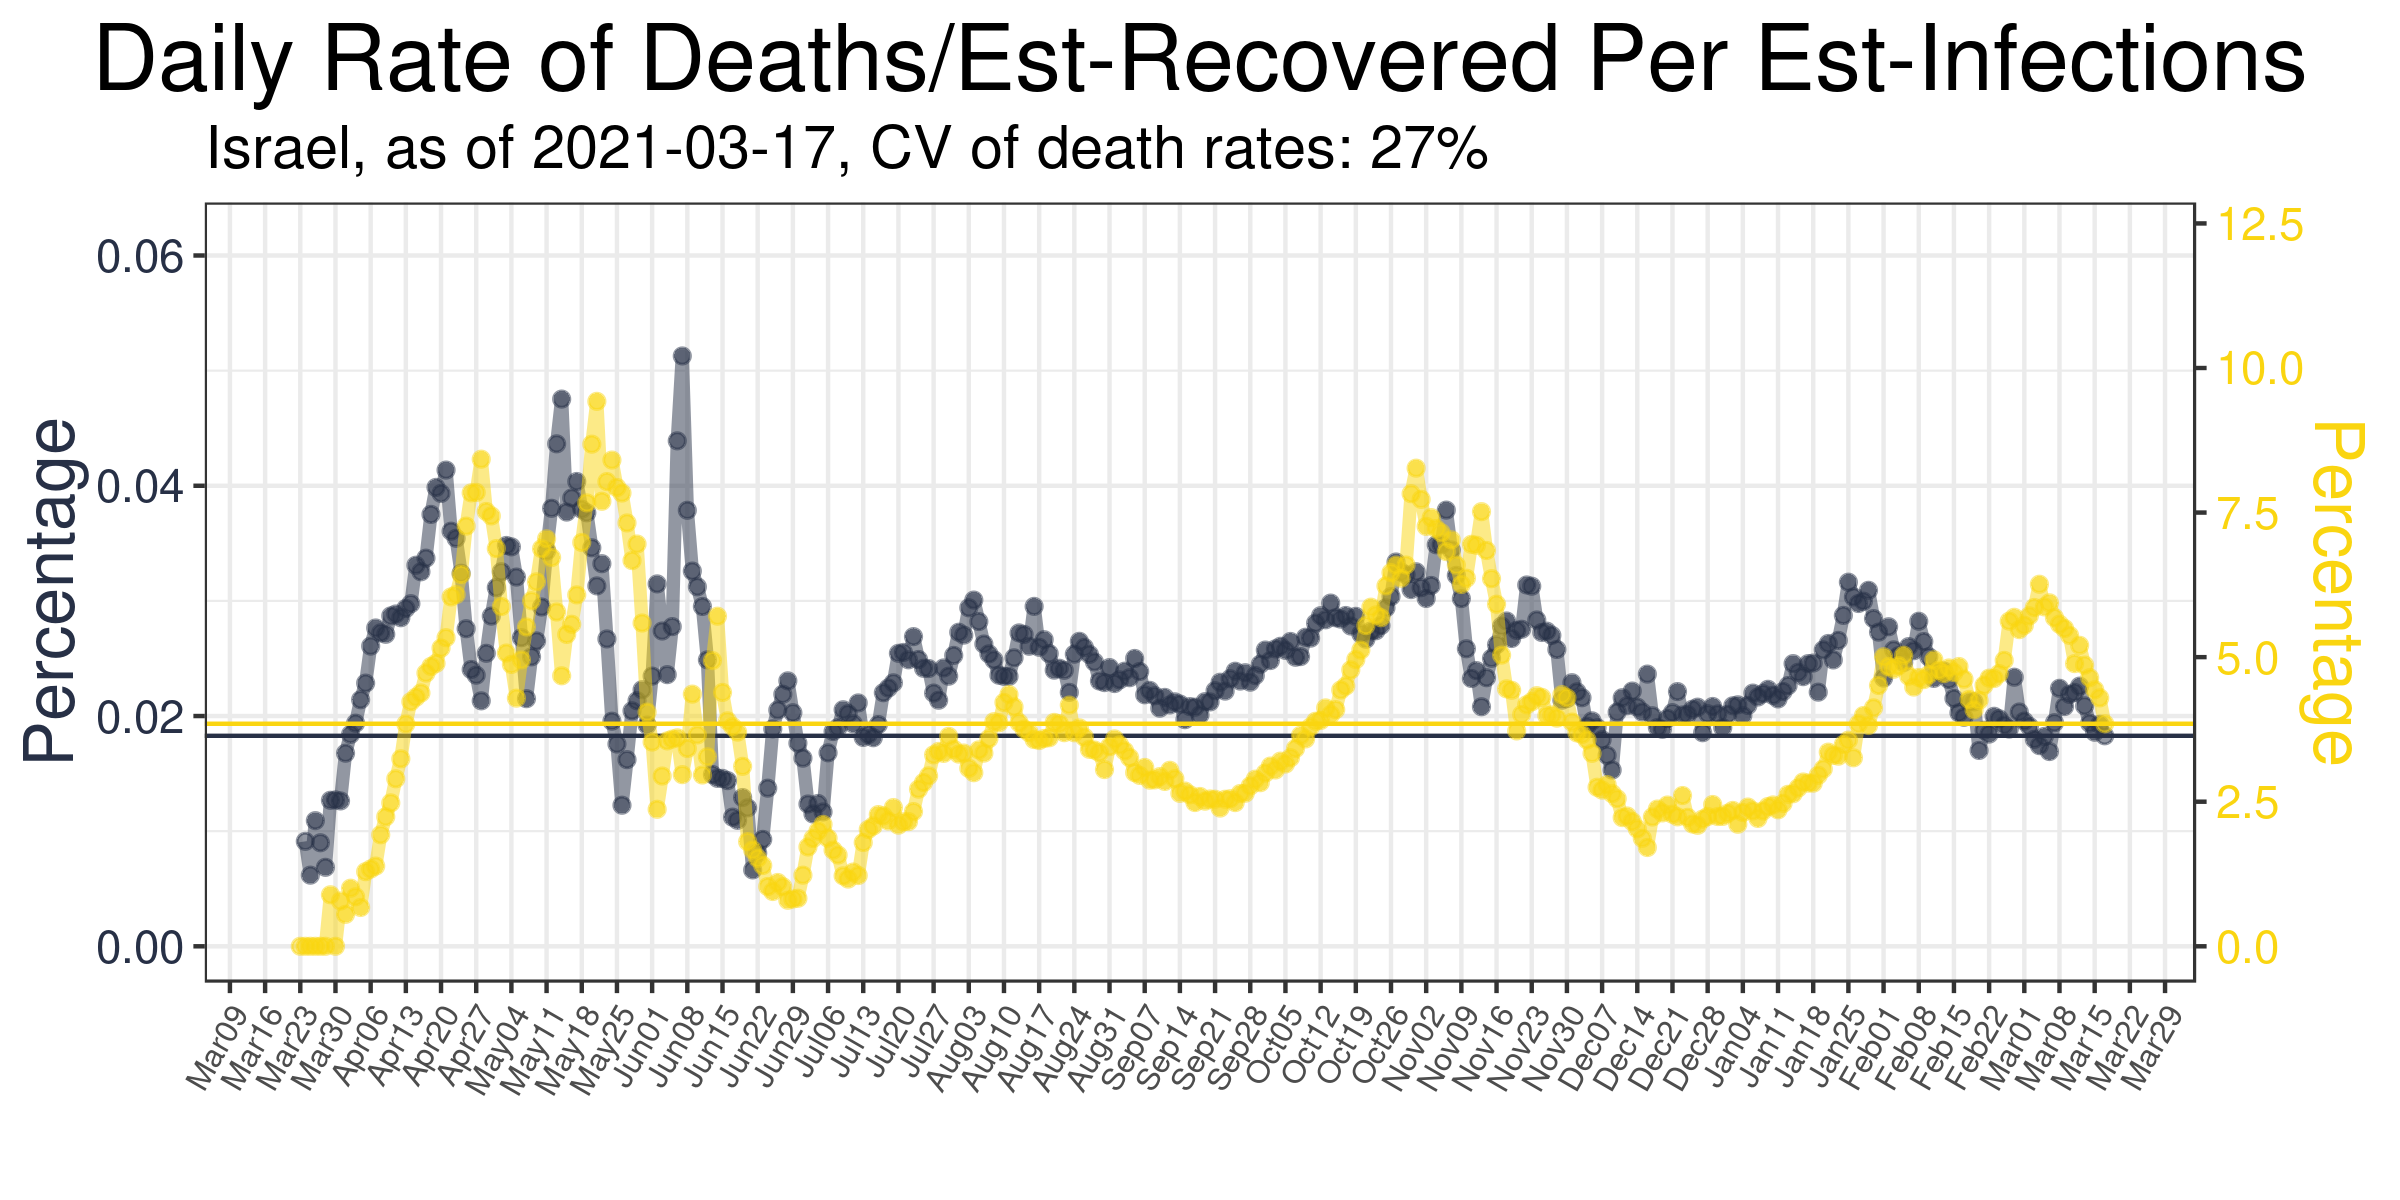 Daily Rate of Deaths/Est-Recovered Per Est-Infections
Israel, as of 2021-03-17, CV of death rates: 27%
Percentage
0.06
0.04
0.02
0.00
12.5
10.0
7.5
5.0
2.5
0.0
Percentage
Mar09
Mar16
Mar23
Mar30
Apr06
Apr13
Apr20
Apr27
May04
May11
May18
May25
Jun01
Jun08
Jun15
Jun22
Jun29
Jul06
Jul13
Jul20
Jul27
Aug03
Aug10
Aug17
Aug24
Aug31
Sep07
Sep14
Sep21
Sep28
Oct05
Oct12
Oct19
Oct26
Nov02
Nov09
Nov16
Nov23
Nov30
Dec07
Dec14
Dec21
Dec28
Jan04
Jan11
Jan18
Jan25
Feb01
Feb08
Feb15
Feb22
Mar01
Mar08
Mar15
Mar22
Mar29